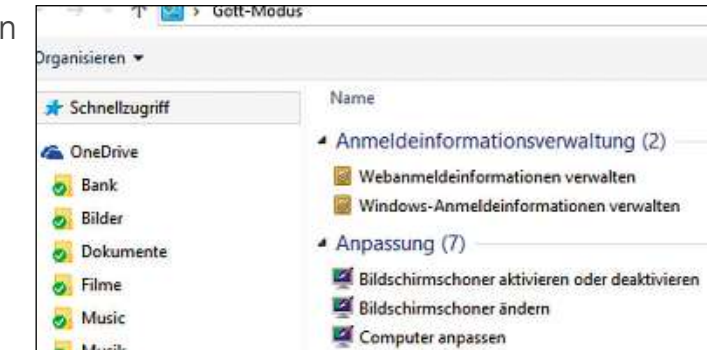 n
Gott-Modus
Organisieren
Schnellzugriff
OneDrive
Bank
Bilder
Dokumente
Filme
Music
Musik
Name
Anmeldeinformationsverwaltung (2)
Webanmeldeinformationen verwalten
Windows-Anmeldeinformationen verwalten
Anpassung (7)
Bildschirmschoner aktivieren oder deaktivieren
Bildschirmschoner ändern
Computer anpassen